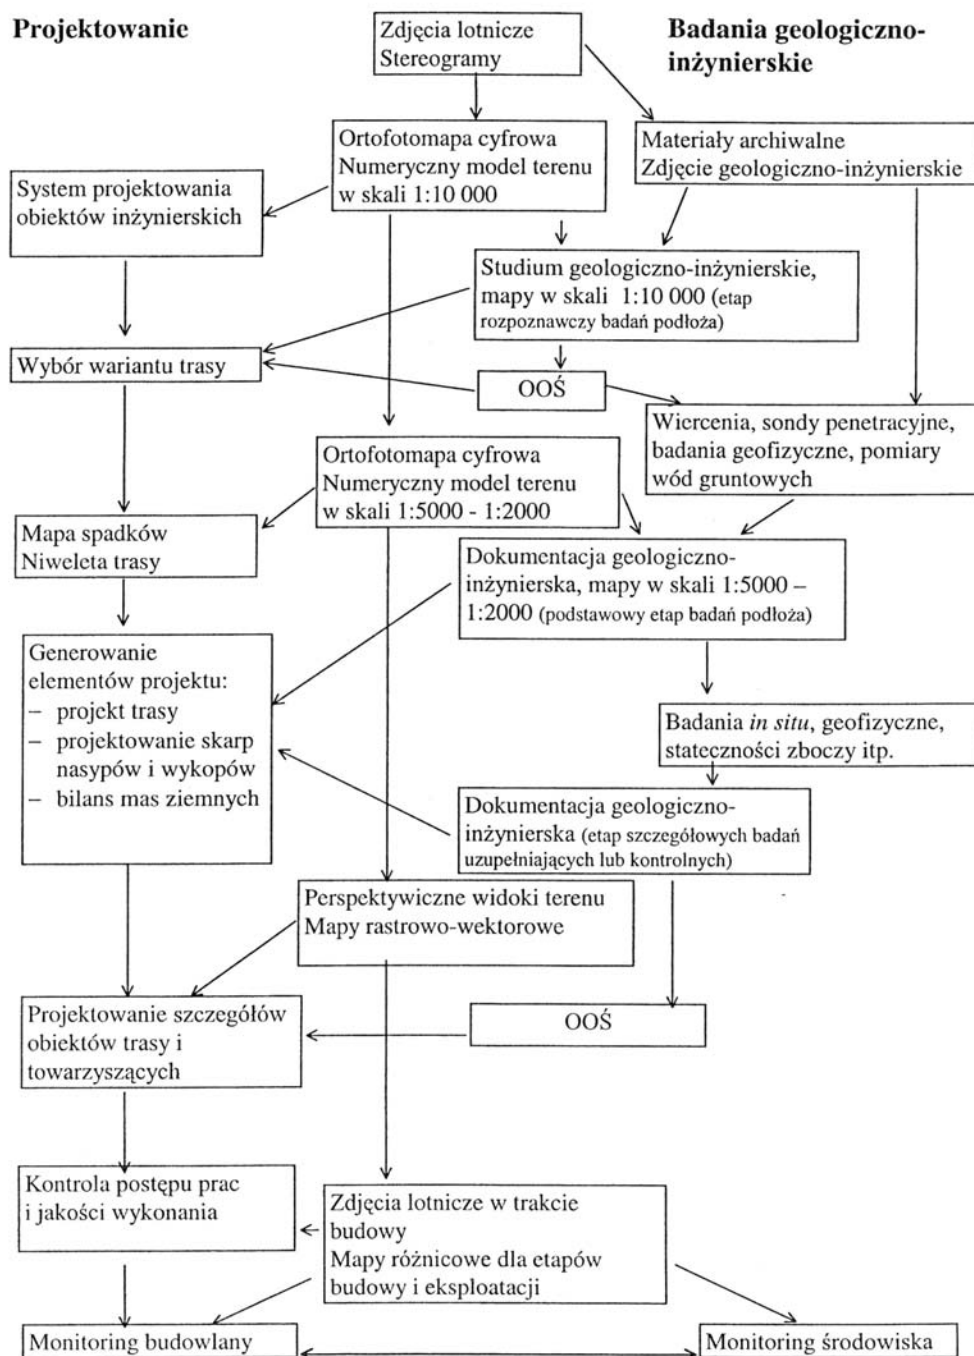 Projektowanie
Zdjęcia lotnicze
Stereogramy
Badania geologiczno-
inżynierskie
Ortofotomapa cyfrowa
Numeryczny model terenu
w skali 1:10 000
Materiały archiwalne
Zdjęcie geologiczno-inżynierskie
System projektowania
obiektów inżynierskich
Studium geologiczno-inżynierskie,
mapy w skali 1:10 000 (etap
rozpoznawczy badań podłoża)
Wybór wariantu trasy
OOŚ
Wiercenia, sondy penetracyjne,
badania geofizyczne, pomiary
wód gruntowych
Ortofotomapa cyfrowa
Numeryczny model terenu
w skali 1:5000 - 1:2000
Mapa spadków
Niweleta trasy
Dokumentacja geologiczno-
inżynierska, mapy w skali 1:5000 –
1:2000 (podstawowy etap badań podłoża)
Generowanie
elementów projektu:
– projekt trasy
– projektowanie skarp
nasypów i wykopów
– bilans mas ziemnych
Badania in situ, geofizyczne,
stateczności zboczy itp.
Dokumentacja geologiczno-
inżynierska (etap szczegółowych badań
uzupełniających lub kontrolnych)
Perspektywiczne widoki terenu
Mapy rastrowo-wektorowe
Projektowanie szczegółów
obiektów trasy i
towarzyszących
OOŚ
Kontrola postępu prac
i jakości wykonania
Zdjęcia lotnicze w trakcie
budowy
Mapy różnicowe dla etapów
budowy i eksploatacji
Monitoring budowlany
Monitoring środowiska